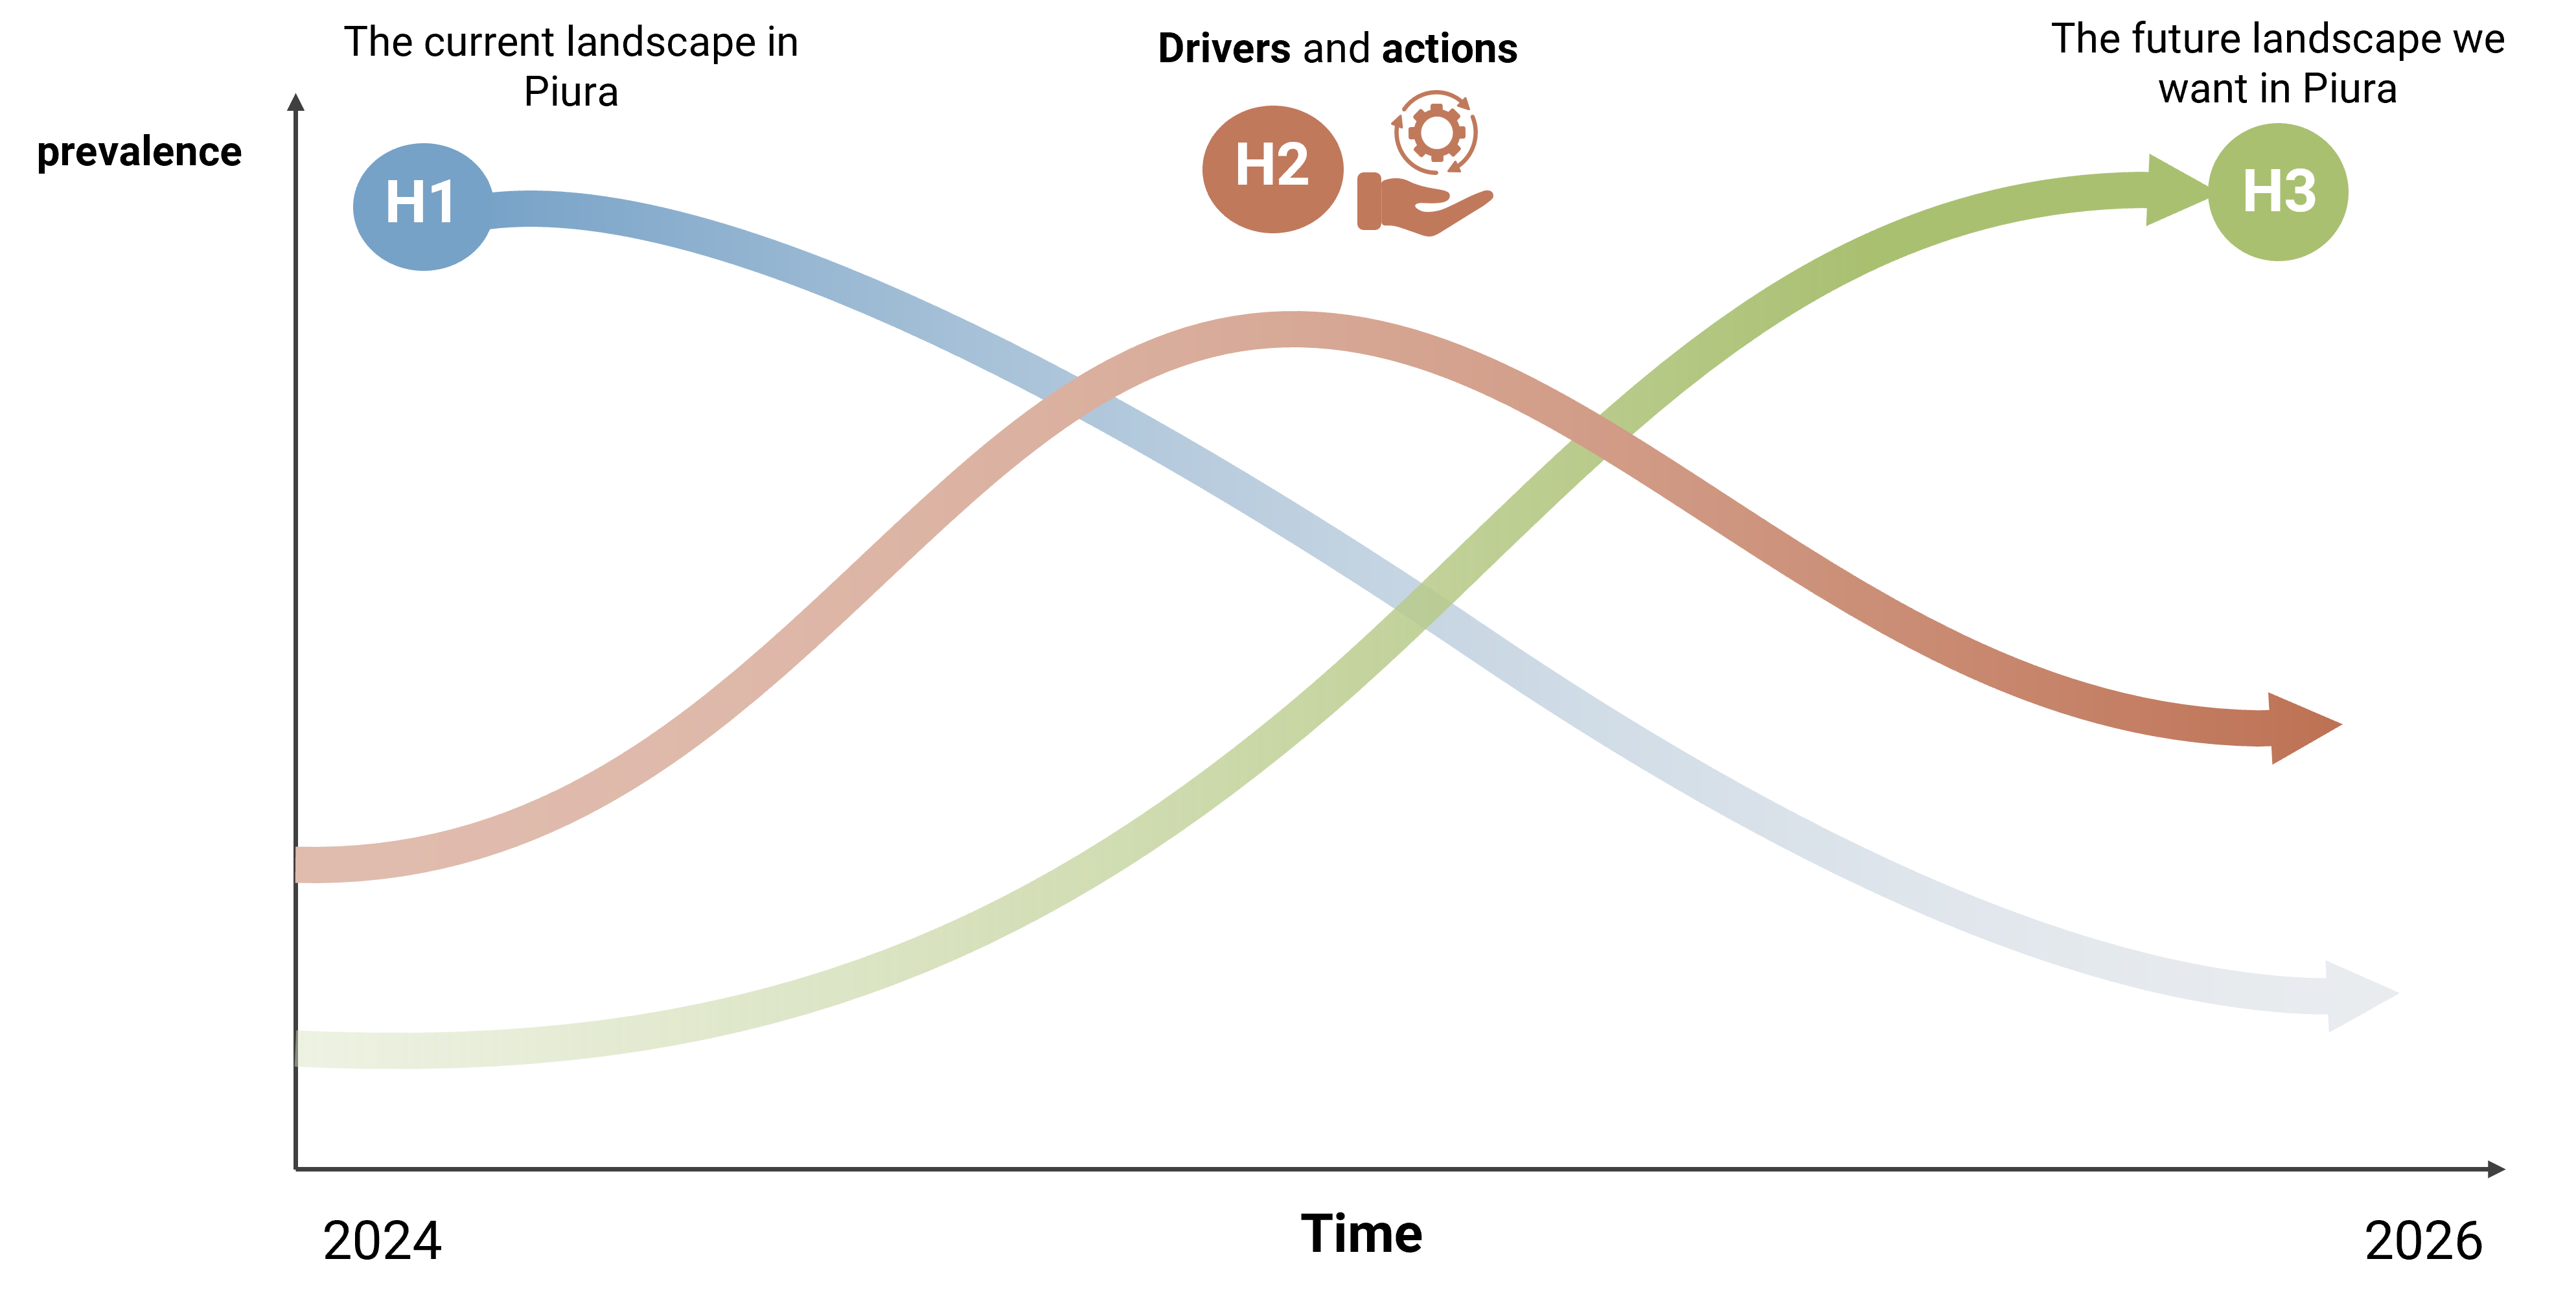 The current landscape in
Piura
Drivers and actions
The future landscape we
want in Piura
prevalence
H1
H2
H3
2024
Time
2026